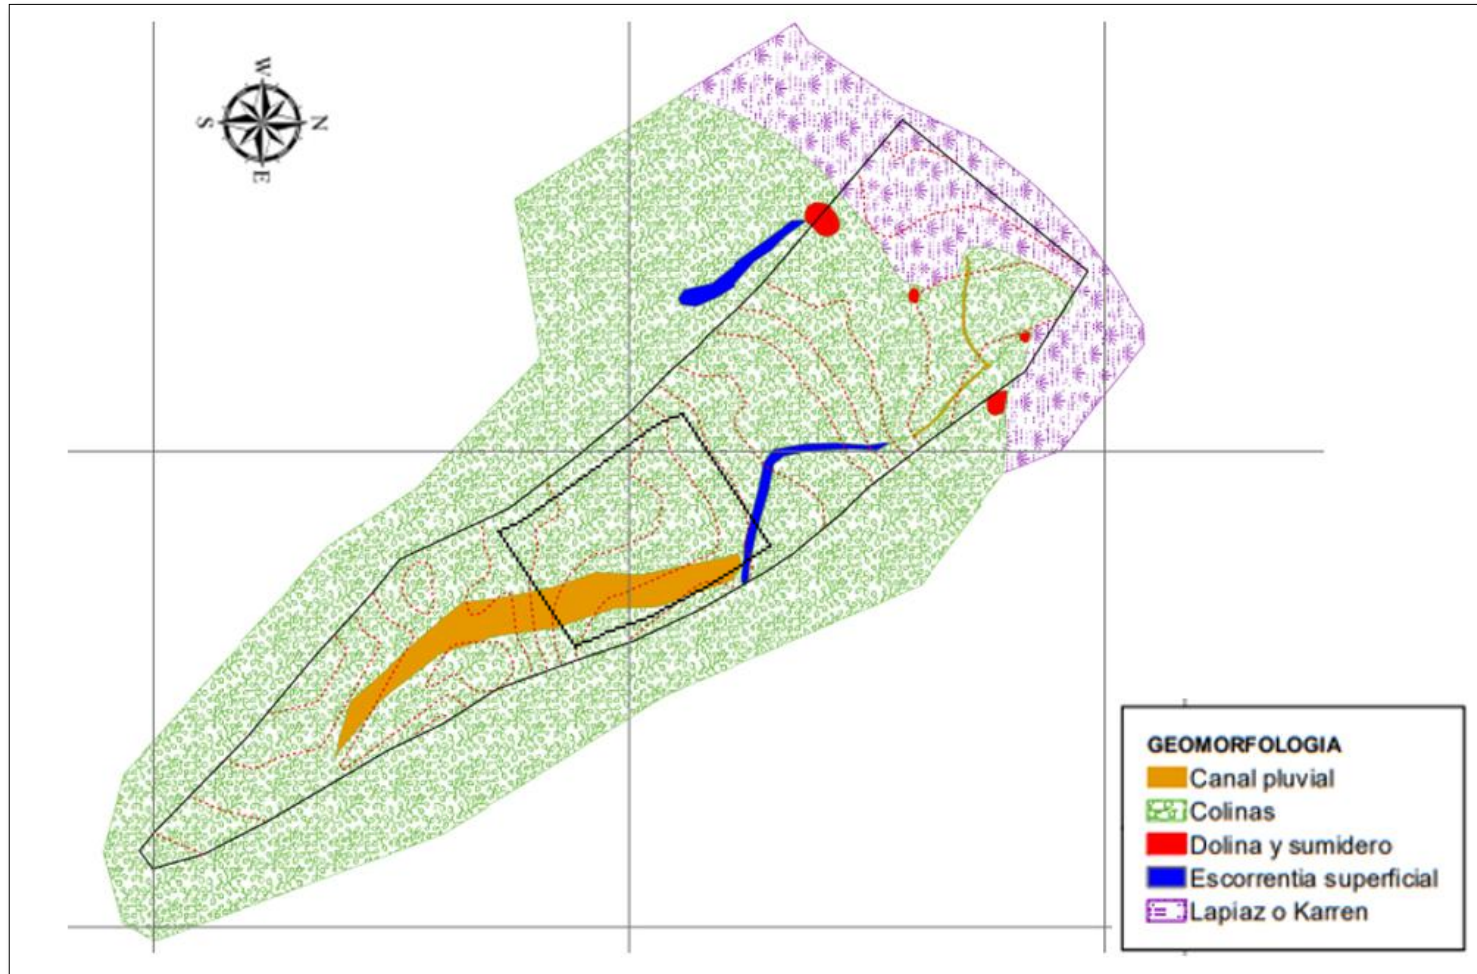 W
S N
E
GEOMORFOLOGIA
Canal pluvial
Colinas
Dolina y sumidero
Escorrentia superficial
Lapiaz o Karren